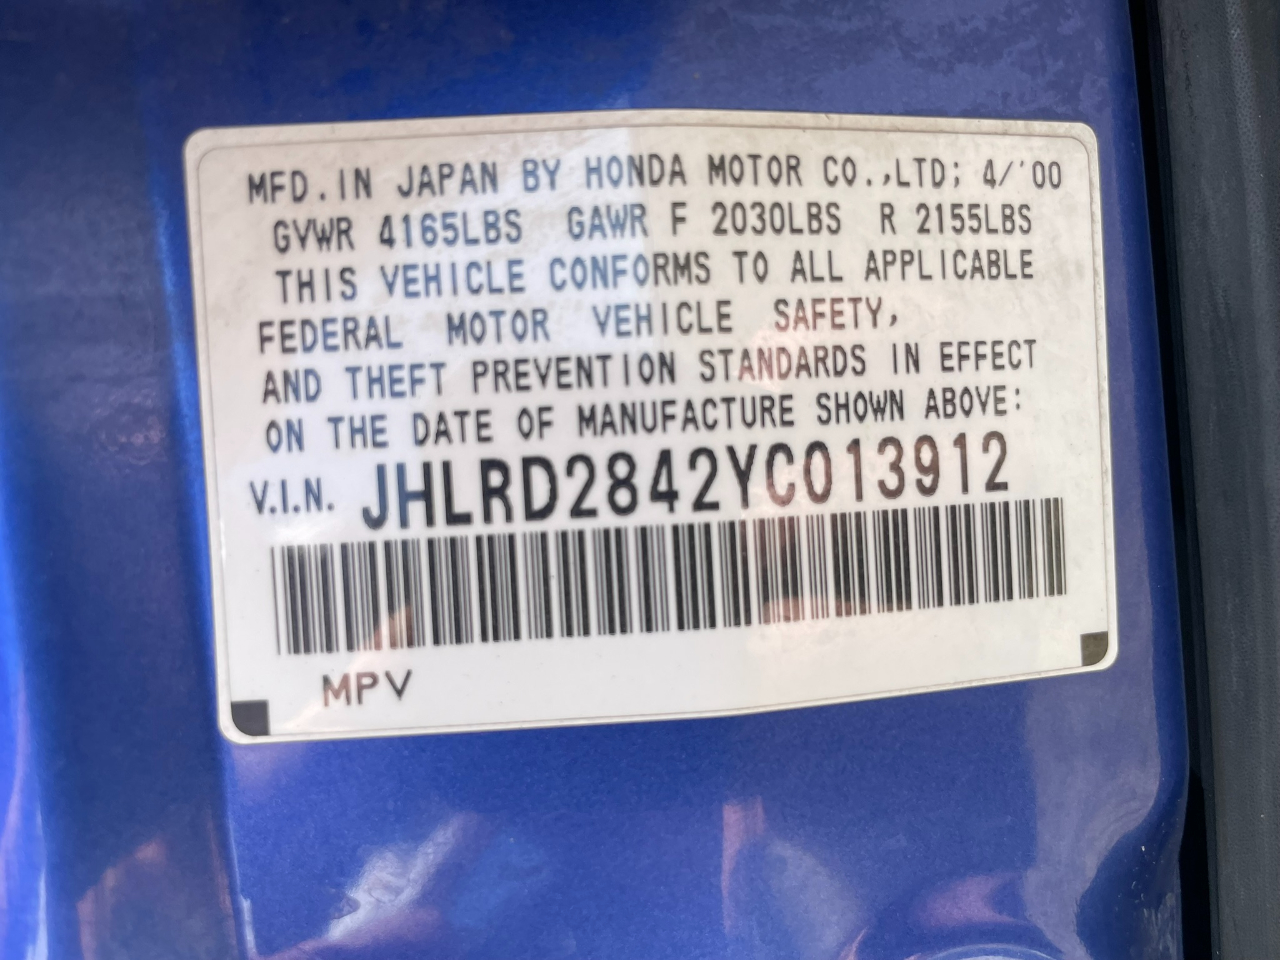 MFD. IN JAPAN BY HONDA MOTOR CO.,LTD; 4/'00
GVWR 4165LBS GAWR F 2030LBS R 2155LBS
THIS VEHICLE CONFORMS TO ALL APPLICABLE
FEDERAL MOTOR VEHICLE SAFETY,
AND THEFT PREVENTION STANDARDS IN EFFECT
ON THE DATE OF MANUFACTURE SHOWN ABOVE:
V.I.N. JHLRD2842YC013912
MPV